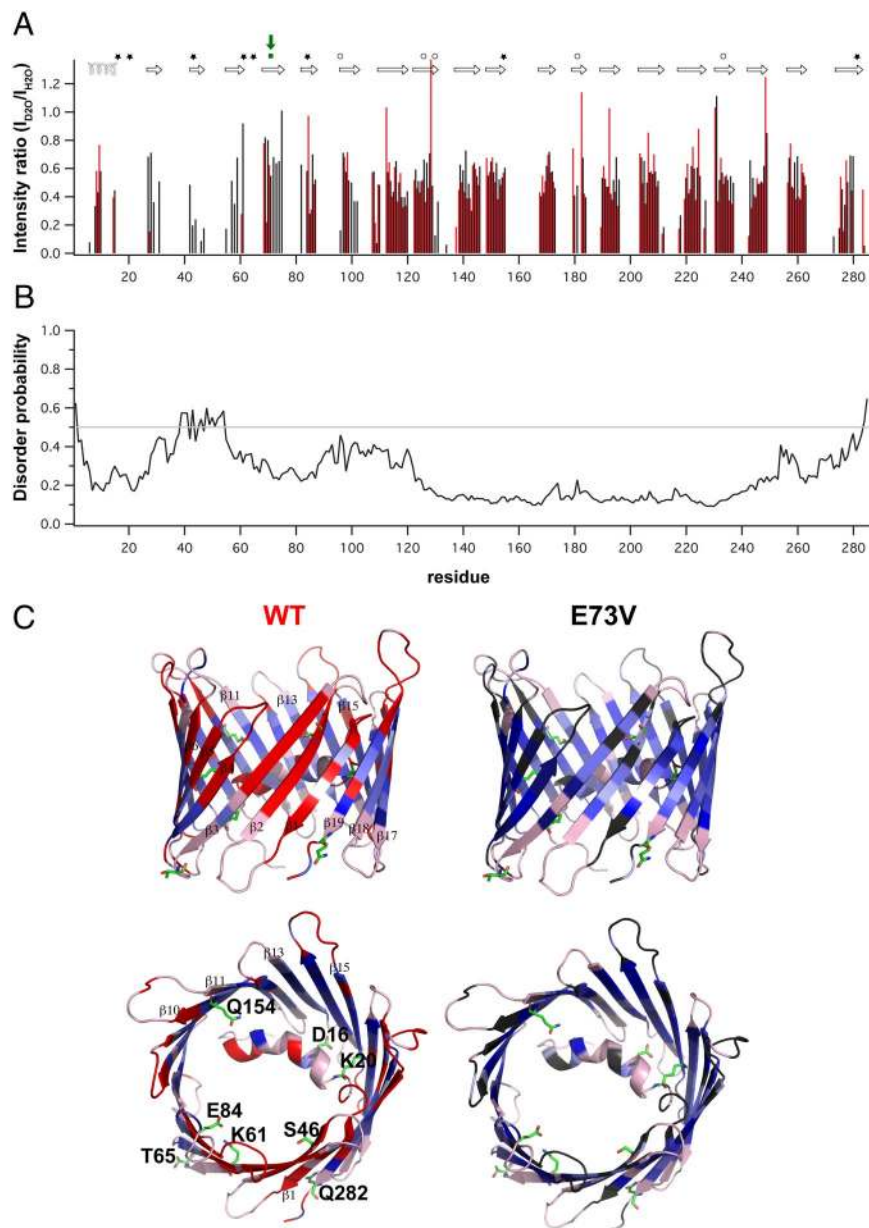 A
Intensity ratio (I_D2O/I_H2O)
1.2
1.0
0.8
0.6
0.4
0.2
0.0
20 40 60 80 100 120 140 160 180 200 220 240 260 280
B
Disorder probability
1.0
0.8
0.6
0.4
0.2
0.0
20 40 60 80 100 120 140 160 180 200 220 240 260 280
residue
C
WT E73V
β11 β13 β15
β3 β2 β19 β18 β17
β13
β11 β15
β10 Q154
D16
K20
E84
K61 S46
T65
β1 Q282